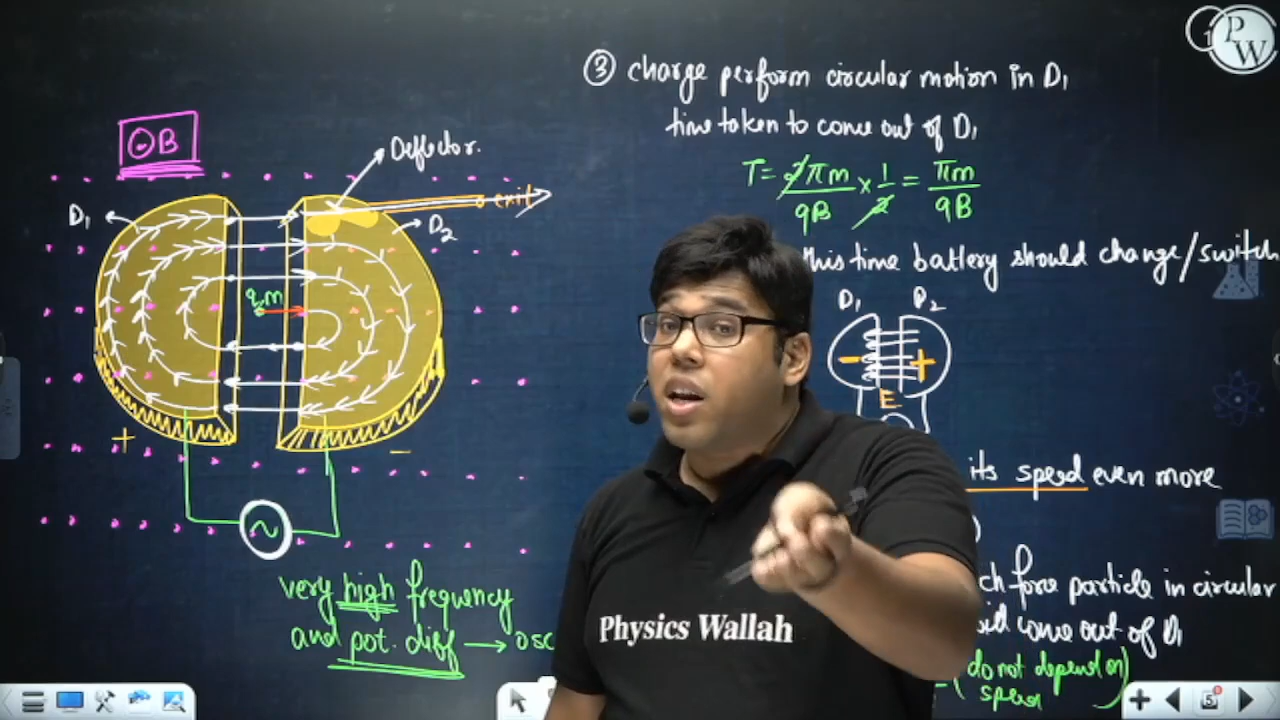 ③ charge perform circular motion in D₁
time taken to come out of D₁
T= 2πm/qB × 1/2 = πm/qB
this time battery should change/switch
D₁ D₂
- +
E
its speed even more
force particle in circular
come out of D₁
(do not depend on)
speed
⊙B
Deflector.
exit
D₁
D₂
q m
+
-
~
very high frequency
and pot. diff → osc
Physics Wallah
PW
5